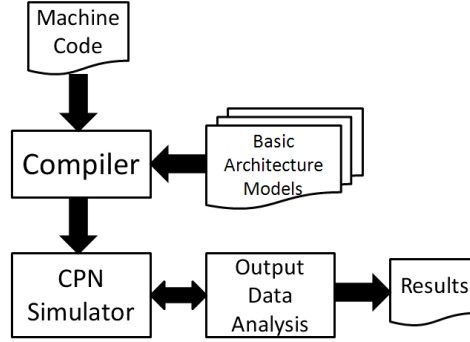 Machine
Code
Compiler
Basic
Architecture
Models
CPN
Simulator
Output
Data
Analysis
Results